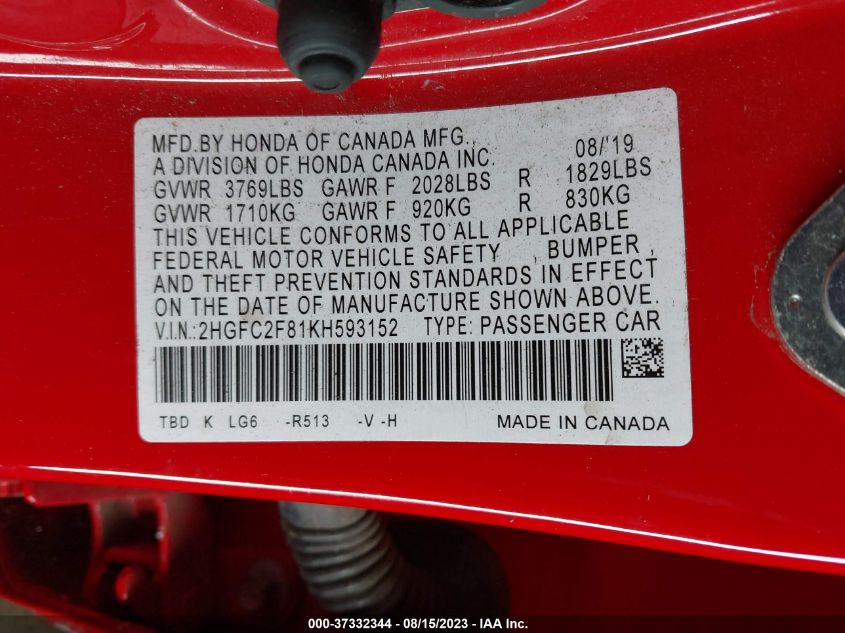 MFD.BY HONDA OF CANADA MFG., 08/'19
A DIVISION OF HONDA CANADA INC.
GVWR 3769LBS GAWR F 2028LBS R 1829LBS
GVWR 1710KG GAWR F 920KG R 830KG
THIS VEHICLE CONFORMS TO ALL APPLICABLE
FEDERAL MOTOR VEHICLE SAFETY , BUMPER ,
AND THEFT PREVENTION STANDARDS IN EFFECT
ON THE DATE OF MANUFACTURE SHOWN ABOVE.
V.I.N.:2HGFC2F81KH593152 TYPE: PASSENGER CAR
TBD K LG6 -R513 -V -H MADE IN CANADA
000-37332344 - 08/15/2023 - IAA Inc.